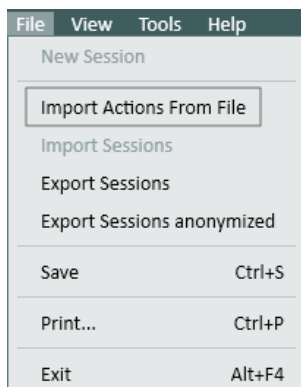 File View Tools Help
New Session
Import Actions From File
Import Sessions
Export Sessions
Export Sessions anonymized
Save Ctrl+S
Print... Ctrl+P
Exit Alt+F4